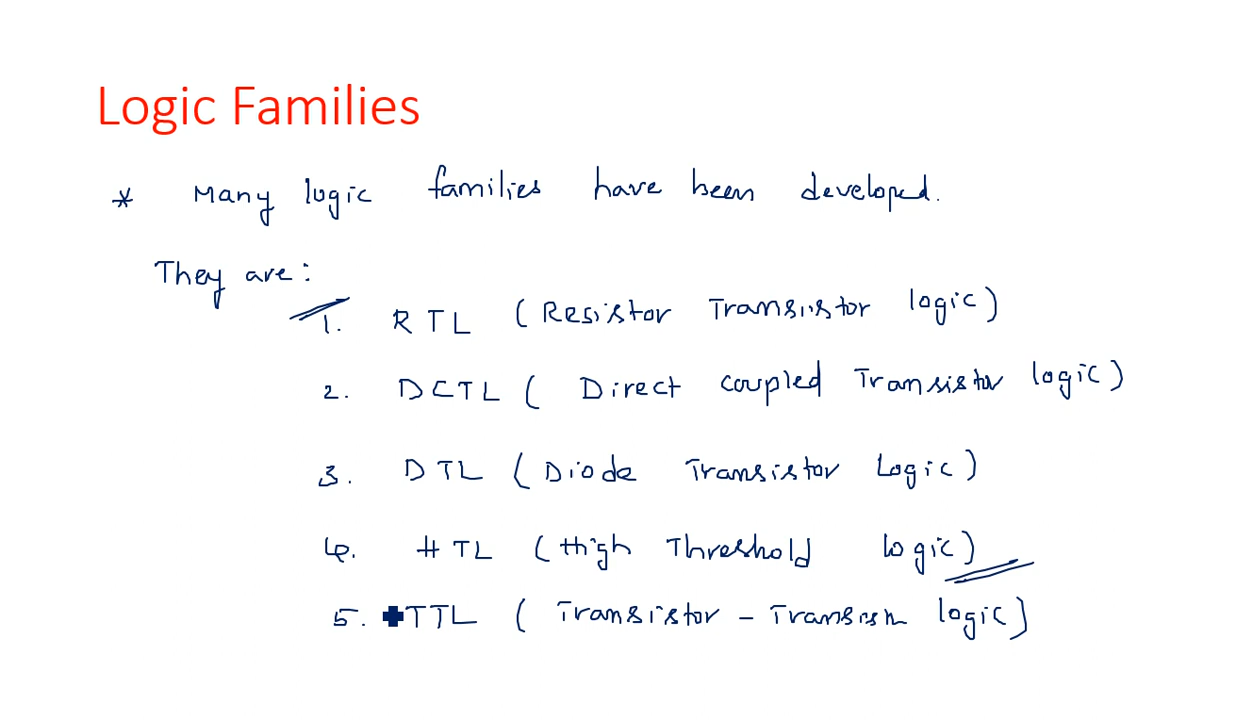 Logic Families
* Many logic families have been developed.
They are:
1. RTL (Resistor Transistor logic)
2. DCTL ( Direct coupled Transistor logic)
3. DTL (Diode Transistor Logic)
4. HTL (High Threshold logic)
5. TTL ( Transistor - Transistr logic)